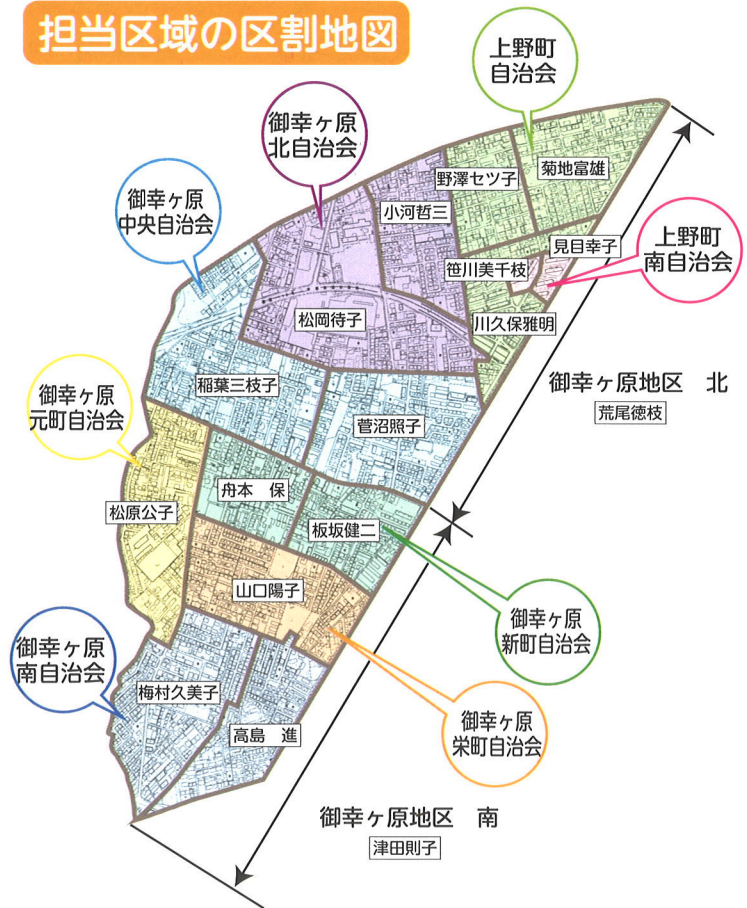 担当区域の区割地図
上野町
自治会
御幸ヶ原
北自治会
菊地富雄
野澤セツ子
小河哲三
御幸ヶ原
中央自治会
見目幸子
上野町
南自治会
笹川美千枝
松岡待子
川久保雅明
稲葉三枝子
御幸ヶ原地区 北
荒尾徳枝
御幸ヶ原
元町自治会
菅沼照子
舟本 保
松原公子
板坂健二
山口陽子
御幸ヶ原
新町自治会
御幸ヶ原
南自治会
梅村久美子
高島 進
御幸ヶ原
栄町自治会
御幸ヶ原地区 南
津田則子